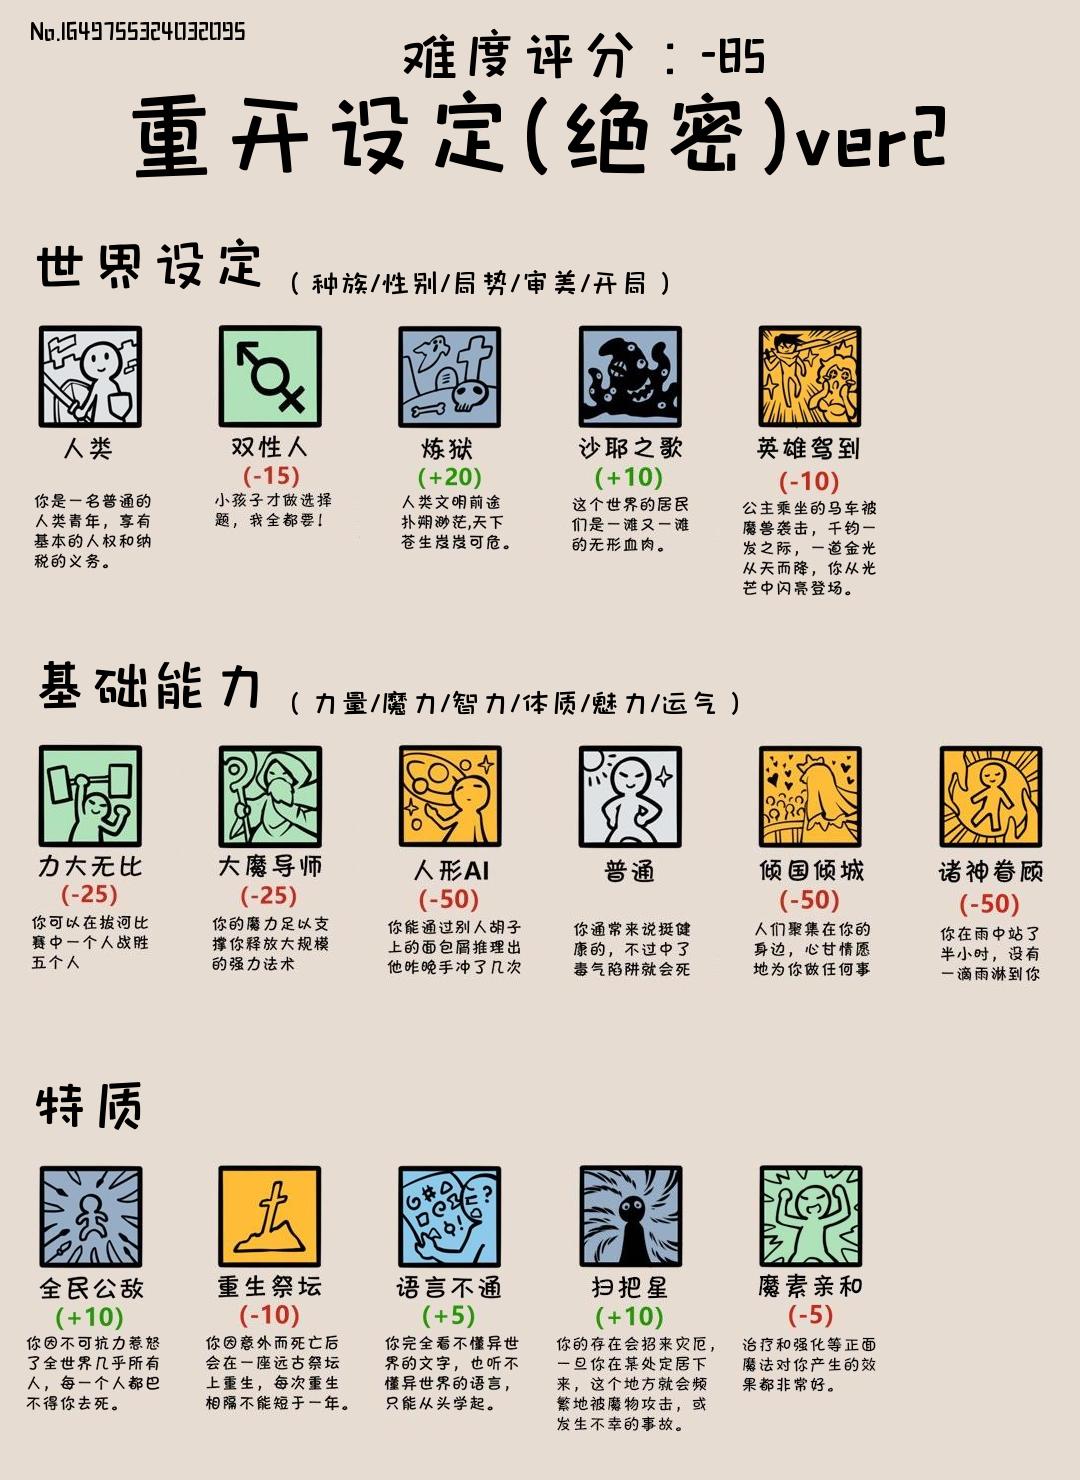 No.1649755324032095
难度评分：-85
重开设定(绝密)ver2
世界设定
( 种族/性别/局势/审美/开局 )
人类
你是一名普通的
人类青年，享有
基本的人权和纳
税的义务。
双性人
(-15)
小孩子才做选择
题，我全都要！
炼狱
(+20)
人类文明前途
扑朔渺茫,天下
苍生岌岌可危。
沙耶之歌
(+10)
这个世界的居民
们是一滩又一滩
的无形血肉。
英雄驾到
(-10)
公主乘坐的马车被
魔兽袭击，千钧一
发之际，一道金光
从天而降，你从光
芒中闪亮登场。
基础能力
( 力量/魔力/智力/体质/魅力/运气 )
力大无比
(-25)
你可以在拔河比
赛中一个人战胜
五个人
大魔导师
(-25)
你的魔力足以支
撑你释放大规模
的强力法术
人形AI
(-50)
你能通过别人胡子
上的面包屑推理出
他昨晚手冲了几次
普通
你通常来说挺健
康的，不过中了
毒气陷阱就会死
倾国倾城
(-50)
人们聚集在你的
身边，心甘情愿
地为你做任何事
诸神眷顾
(-50)
你在雨中站了
半小时，没有
一滴雨淋到你
特质
全民公敌
(+10)
你因不可抗力惹怒
了全世界几乎所有
人，每一个人都巴
不得你去死。
重生祭坛
(-10)
你因意外而死亡后
会在一座远古祭坛
上重生，每次重生
相隔不能短于一年。
语言不通
(+5)
你完全看不懂异世
界的文字，也听不
懂异世界的语言，
只能从头学起。
扫把星
(+10)
你的存在会招来灾厄，
一旦你在某处定居下
来，这个地方就会频
繁地被魔物攻击，或
发生不幸的事故。
魔素亲和
(-5)
治疗和强化等正面
魔法对你产生的效
果都非常好。